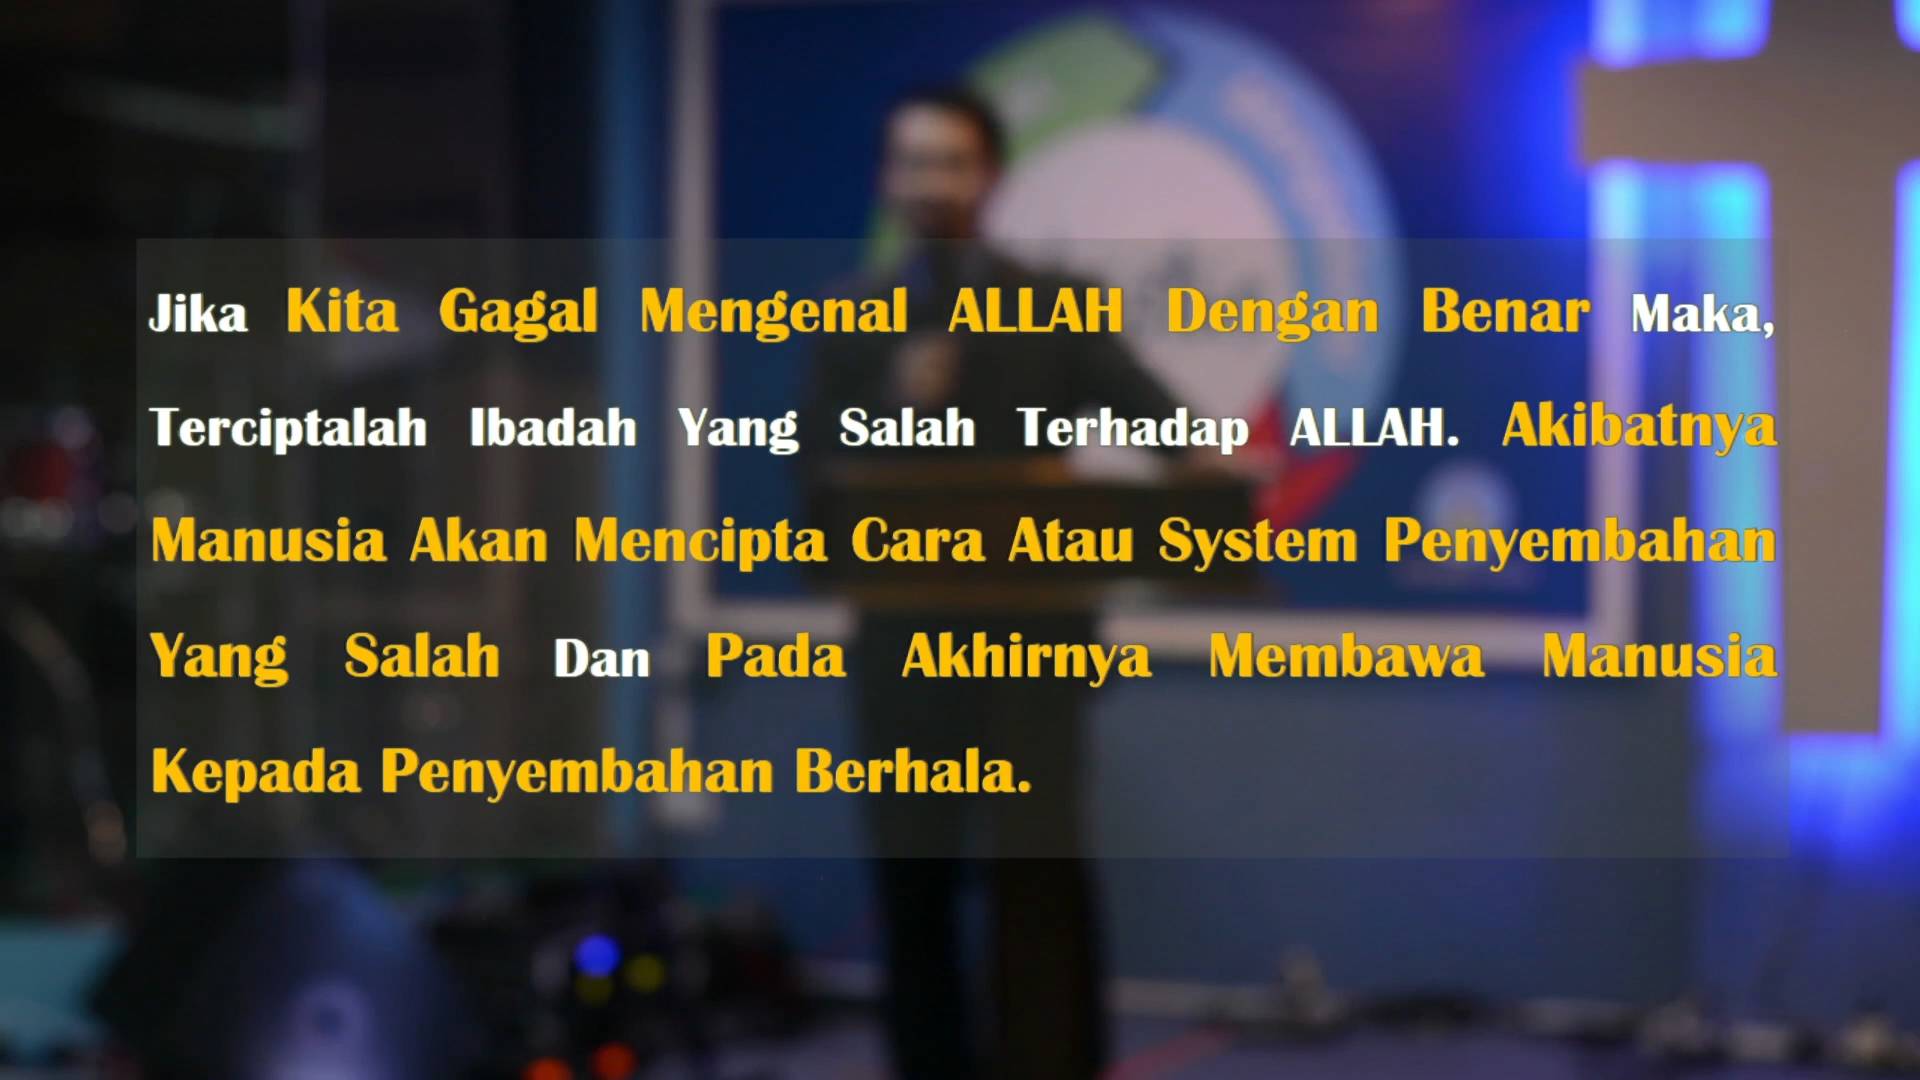 Jika Kita Gagal Mengenal ALLAH Dengan Benar Maka,
Terciptalah Ibadah Yang Salah Terhadap ALLAH. Akibatnya
Manusia Akan Mencipta Cara Atau System Penyembahan
Yang Salah Dan Pada Akhirnya Membawa Manusia
Kepada Penyembahan Berhala.